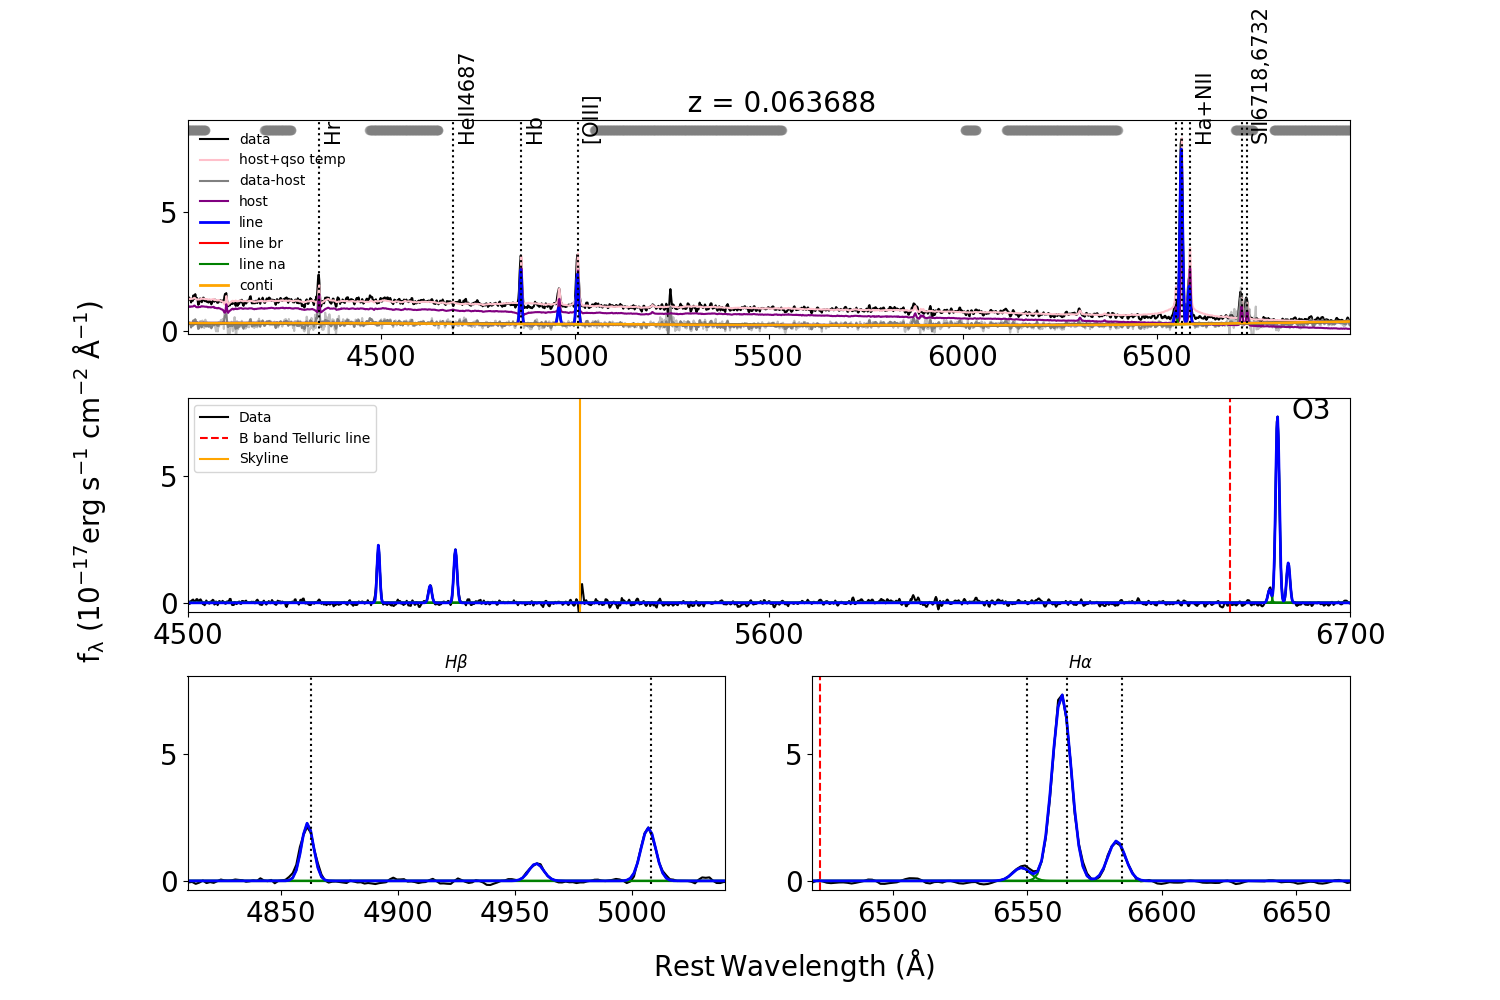 z = 0.063688
Hr
HeII4687
Hb
[OIII]
Ha+NII
SII6718,6732
data
host+qso temp
data-host
host
line
line br
line na
conti
5
0
4500
5000
5500
6000
6500
fλ (10−17erg s−1 cm−2 Å−1)
Data
B band Telluric line
Skyline
O3
5
0
4500
5600
6700
Hβ
5
0
4850
4900
4950
5000
Hα
5
0
6500
6550
6600
6650
Rest Wavelength (Å)